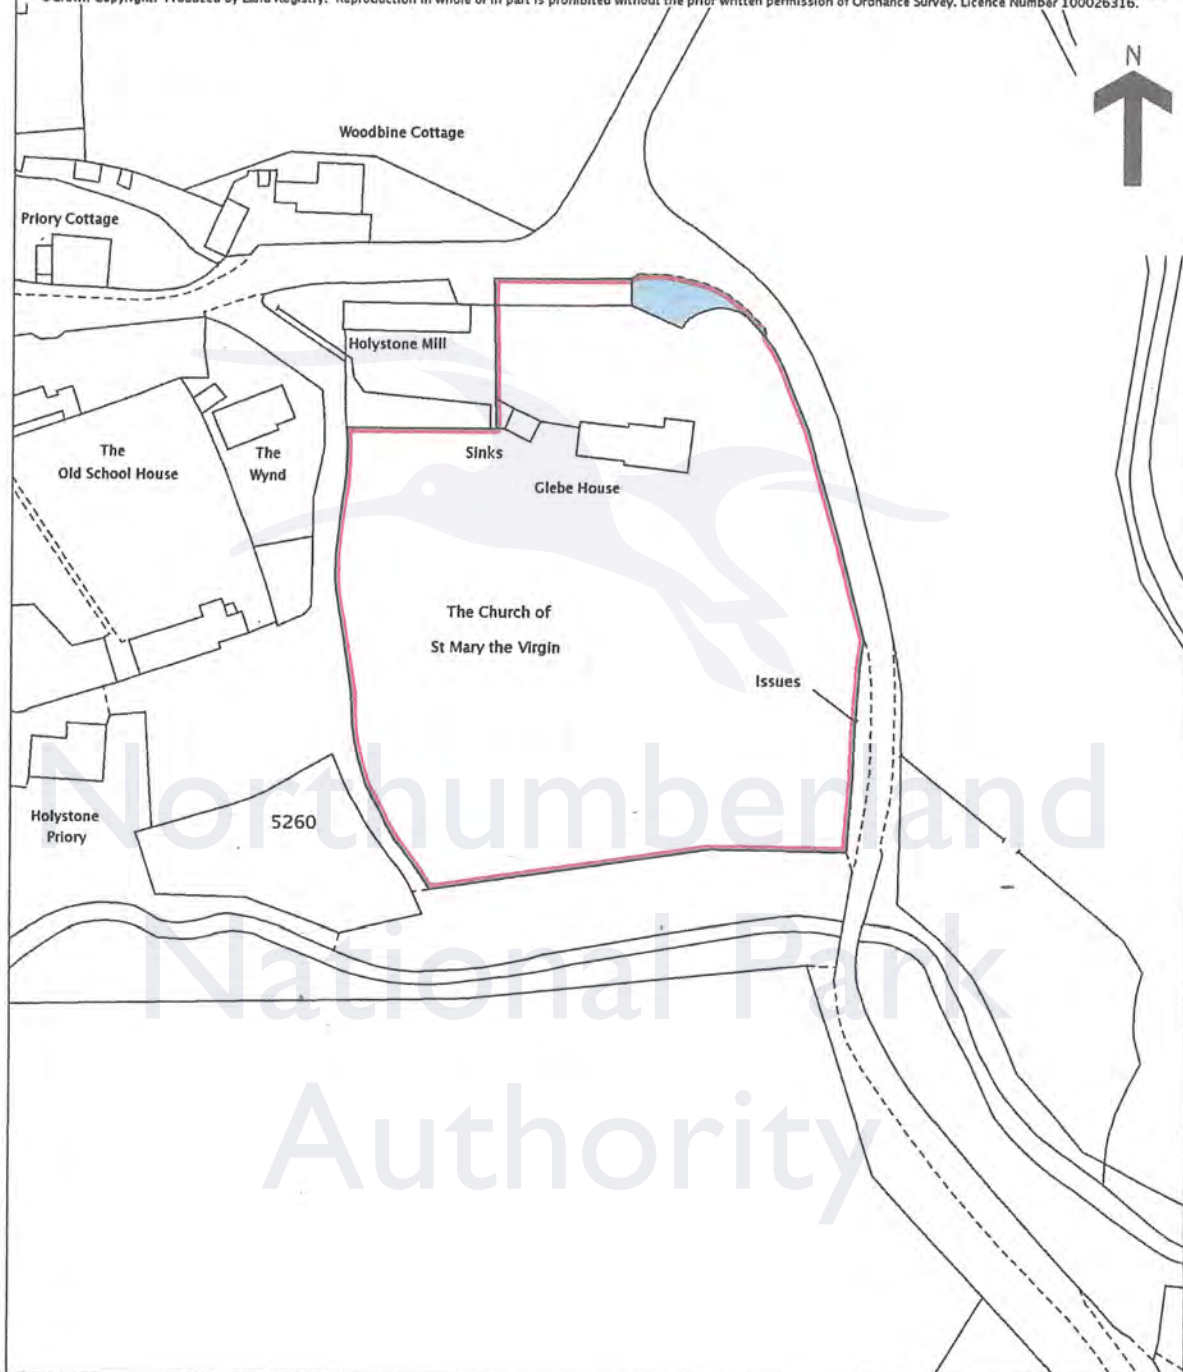 © Crown Copyright. Produced by Land Registry. Reproduction in whole or in part is prohibited without the prior written permission of Ordnance Survey. Licence Number 100026316.
N
Woodbine Cottage
Priory Cottage
Holystone Mill
The
Old School House
The
Wynd
Sinks
Glebe House
The Church of
St Mary the Virgin
Issues
Holystone
Priory
5260
Northumberland
National Park
Authority